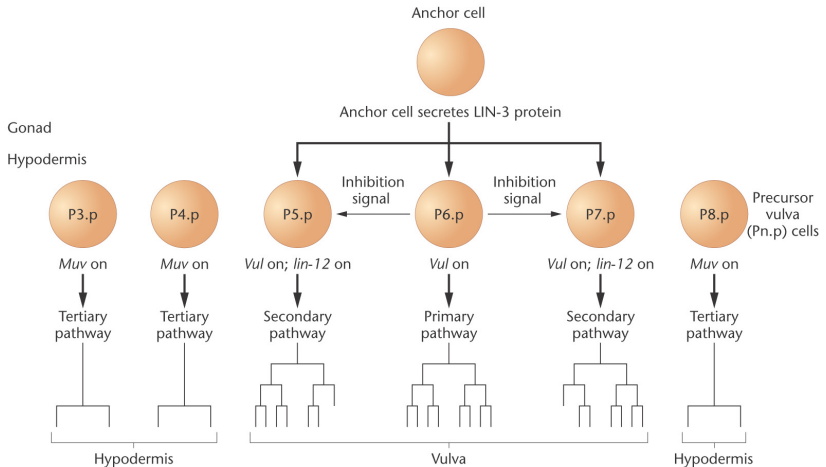 Anchor cell
Anchor cell secretes LIN-3 protein
Gonad
Hypodermis
Inhibition
signal
Inhibition
signal
P3.p
P4.p
P5.p
P6.p
P7.p
P8.p
Precursor
vulva
(Pn.p) cells
Muv on
Muv on
Vul on; lin-12 on
Vul on
Vul on; lin-12 on
Muv on
Tertiary
pathway
Tertiary
pathway
Secondary
pathway
Primary
pathway
Secondary
pathway
Tertiary
pathway
Hypodermis
Vulva
Hypodermis